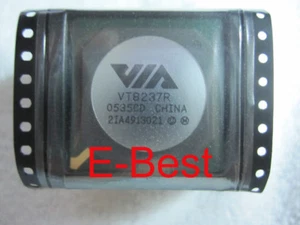 VIA
VT8237R
0535CD CHINA
2IA4913021 © Ⓜ
E-Best